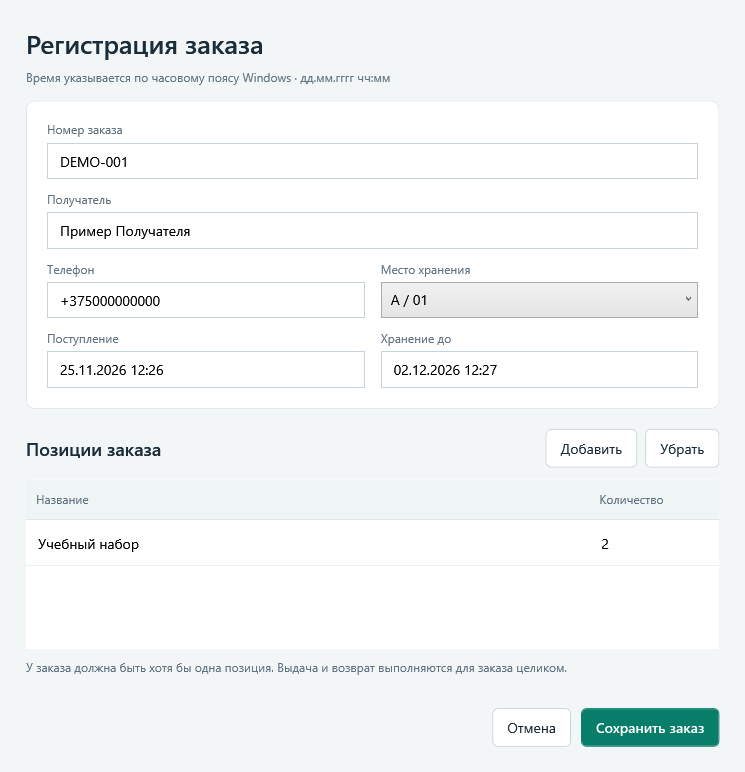 Регистрация заказа
Время указывается по часовому поясу Windows · дд.мм.гггг чч:мм
Номер заказа
DEMO-001
Получатель
Пример Получателя
Телефон
Место хранения
+375000000000
A / 01
Поступление
Хранение до
25.11.2026 12:26
02.12.2026 12:27
Позиции заказа
Добавить
Убрать
Название
Количество
Учебный набор
2
У заказа должна быть хотя бы одна позиция. Выдача и возврат выполняются для заказа целиком.
Отмена
Сохранить заказ